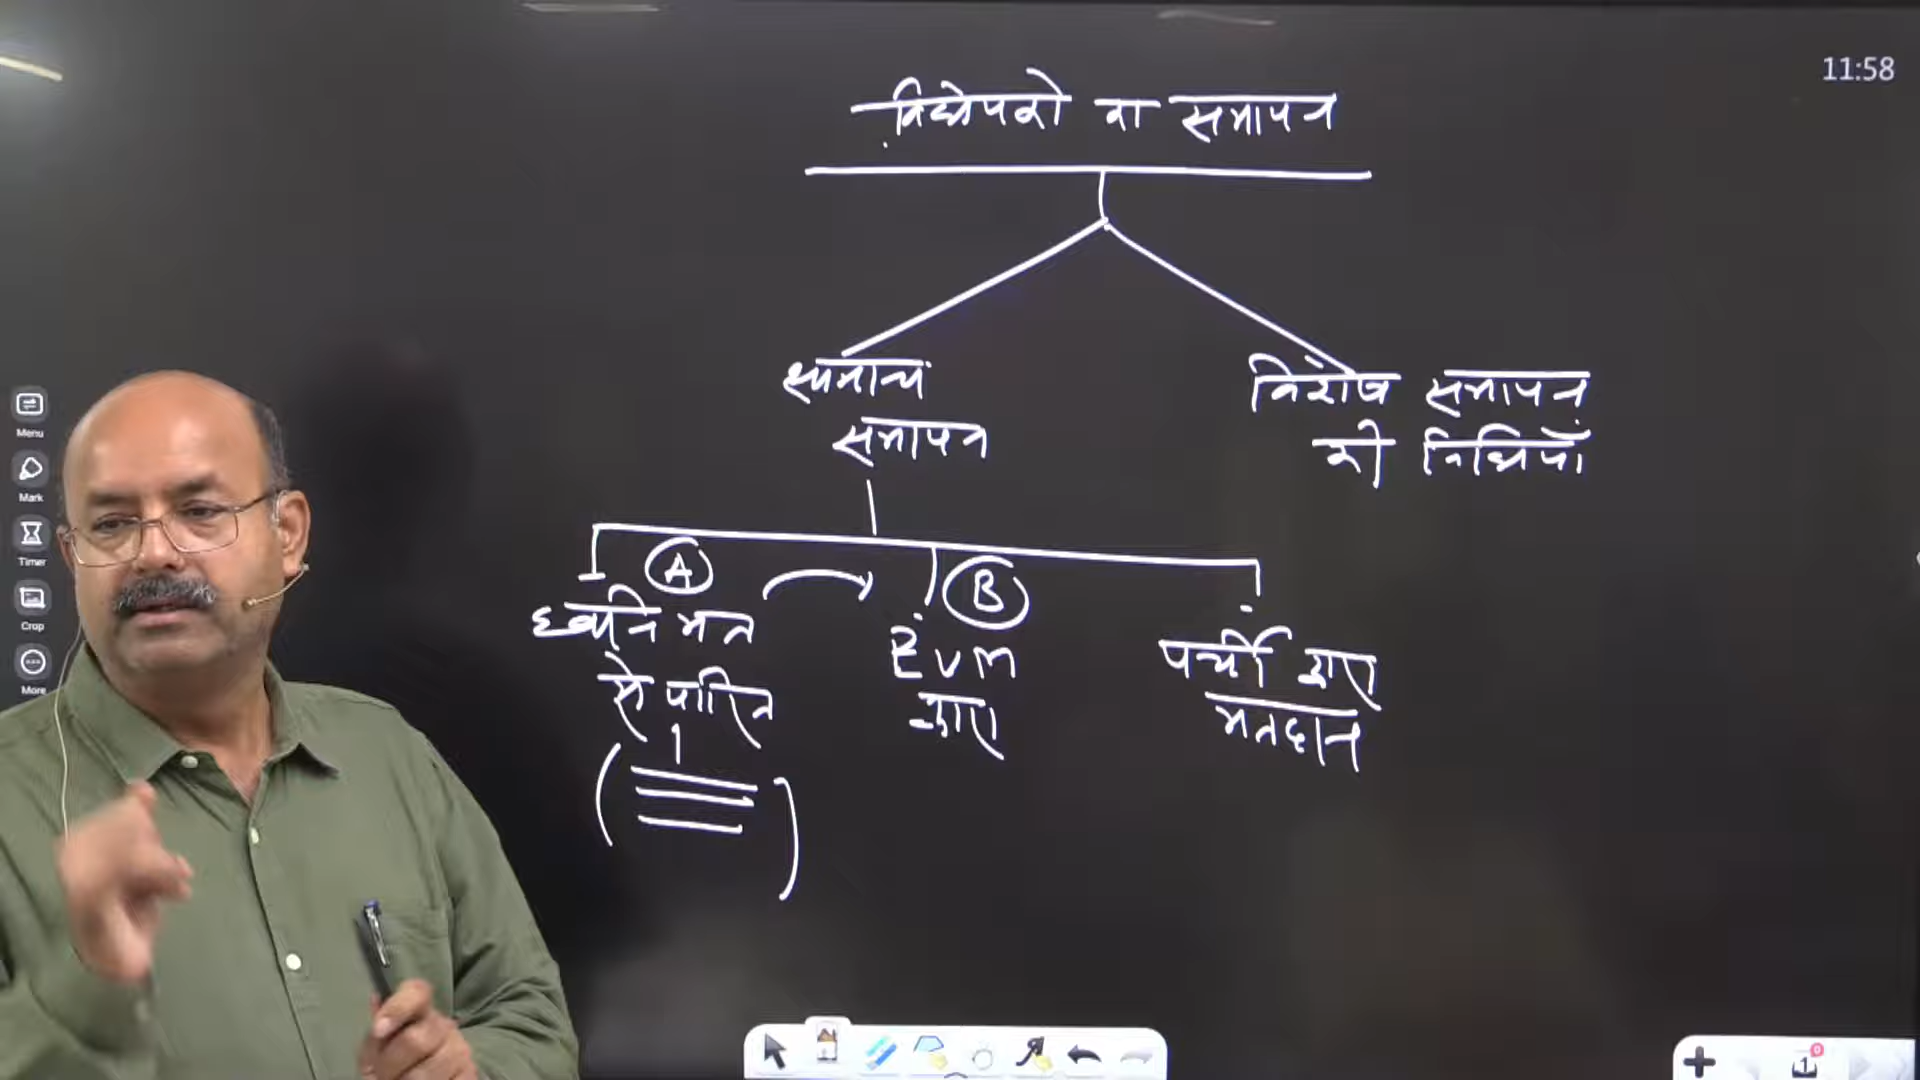 11:58
विधेयको का समापन
सामान्य
समापन
विशेष समापन
की विधियाँ
A
B
ध्वनि मत
से पारित
EVM
द्वारा
पर्ची द्वारा
मतदान
Menu
Mark
Timer
Crop
More